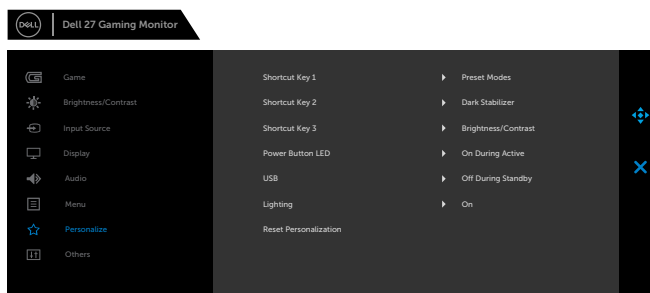 DELL
Dell 27 Gaming Monitor
Game
Shortcut Key 1 Preset Modes
Brightness/Contrast
Shortcut Key 2 Dark Stabilizer
Input Source
Shortcut Key 3 Brightness/Contrast
Display
Power Button LED On During Active
Audio
USB Off During Standby
Menu
Lighting On
Personalize
Reset Personalization
Others